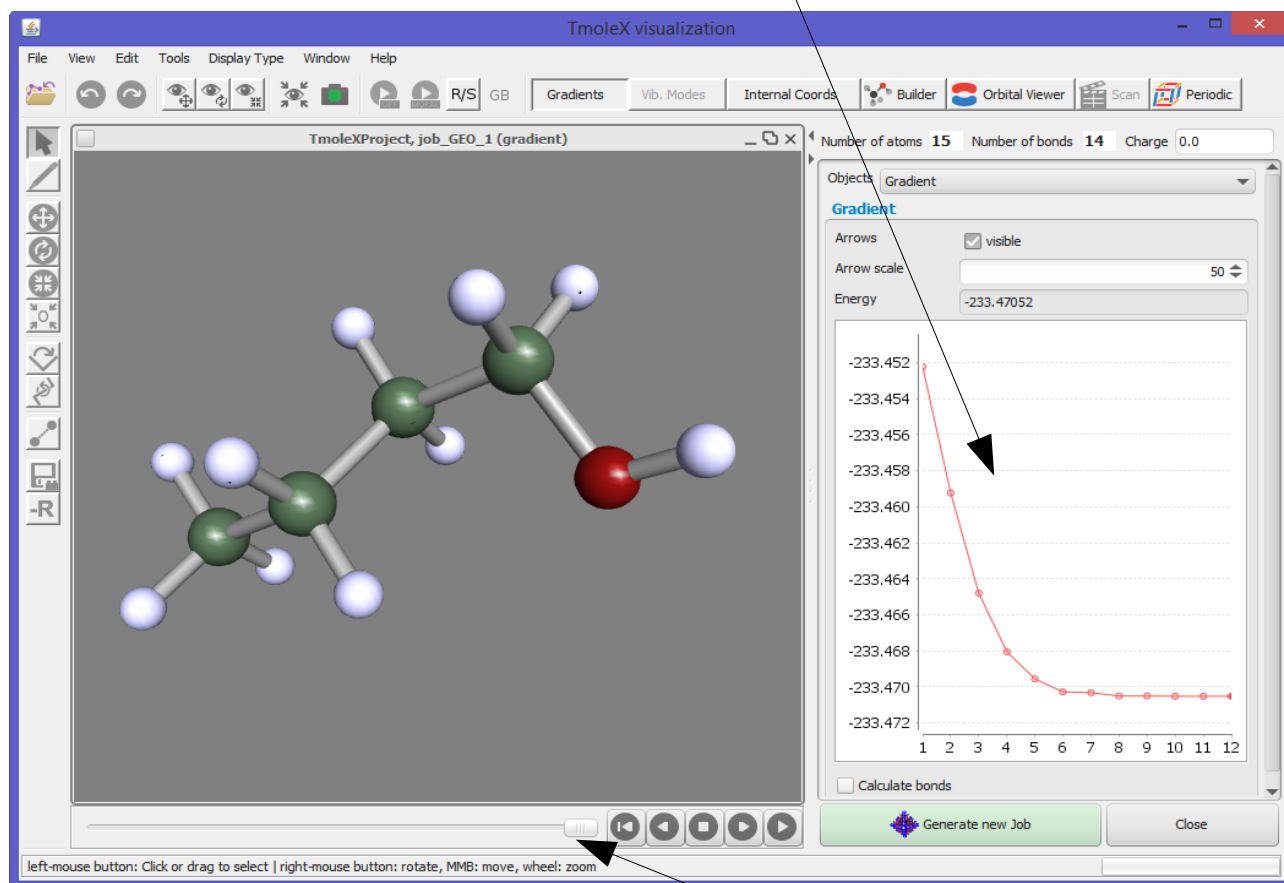 TmoleX visualization
File View Edit Tools Display Type Window Help
R/S GB Gradients Vib. Modes Internal Coords Builder Orbital Viewer Scan Periodic
TmoleXProject, job_GEO_1 (gradient)
Number of atoms 15 Number of bonds 14 Charge 0.0
Objects Gradient
Gradient
Arrows visible
Arrow scale 50
Energy -233.47052
-233.452
-233.454
-233.456
-233.458
-233.460
-233.462
-233.464
-233.466
-233.468
-233.470
-233.472
1 2 3 4 5 6 7 8 9 10 11 12
-R
Calculate bonds
Generate new Job Close
left-mouse button: Click or drag to select | right-mouse button: rotate, MMB: move, wheel: zoom